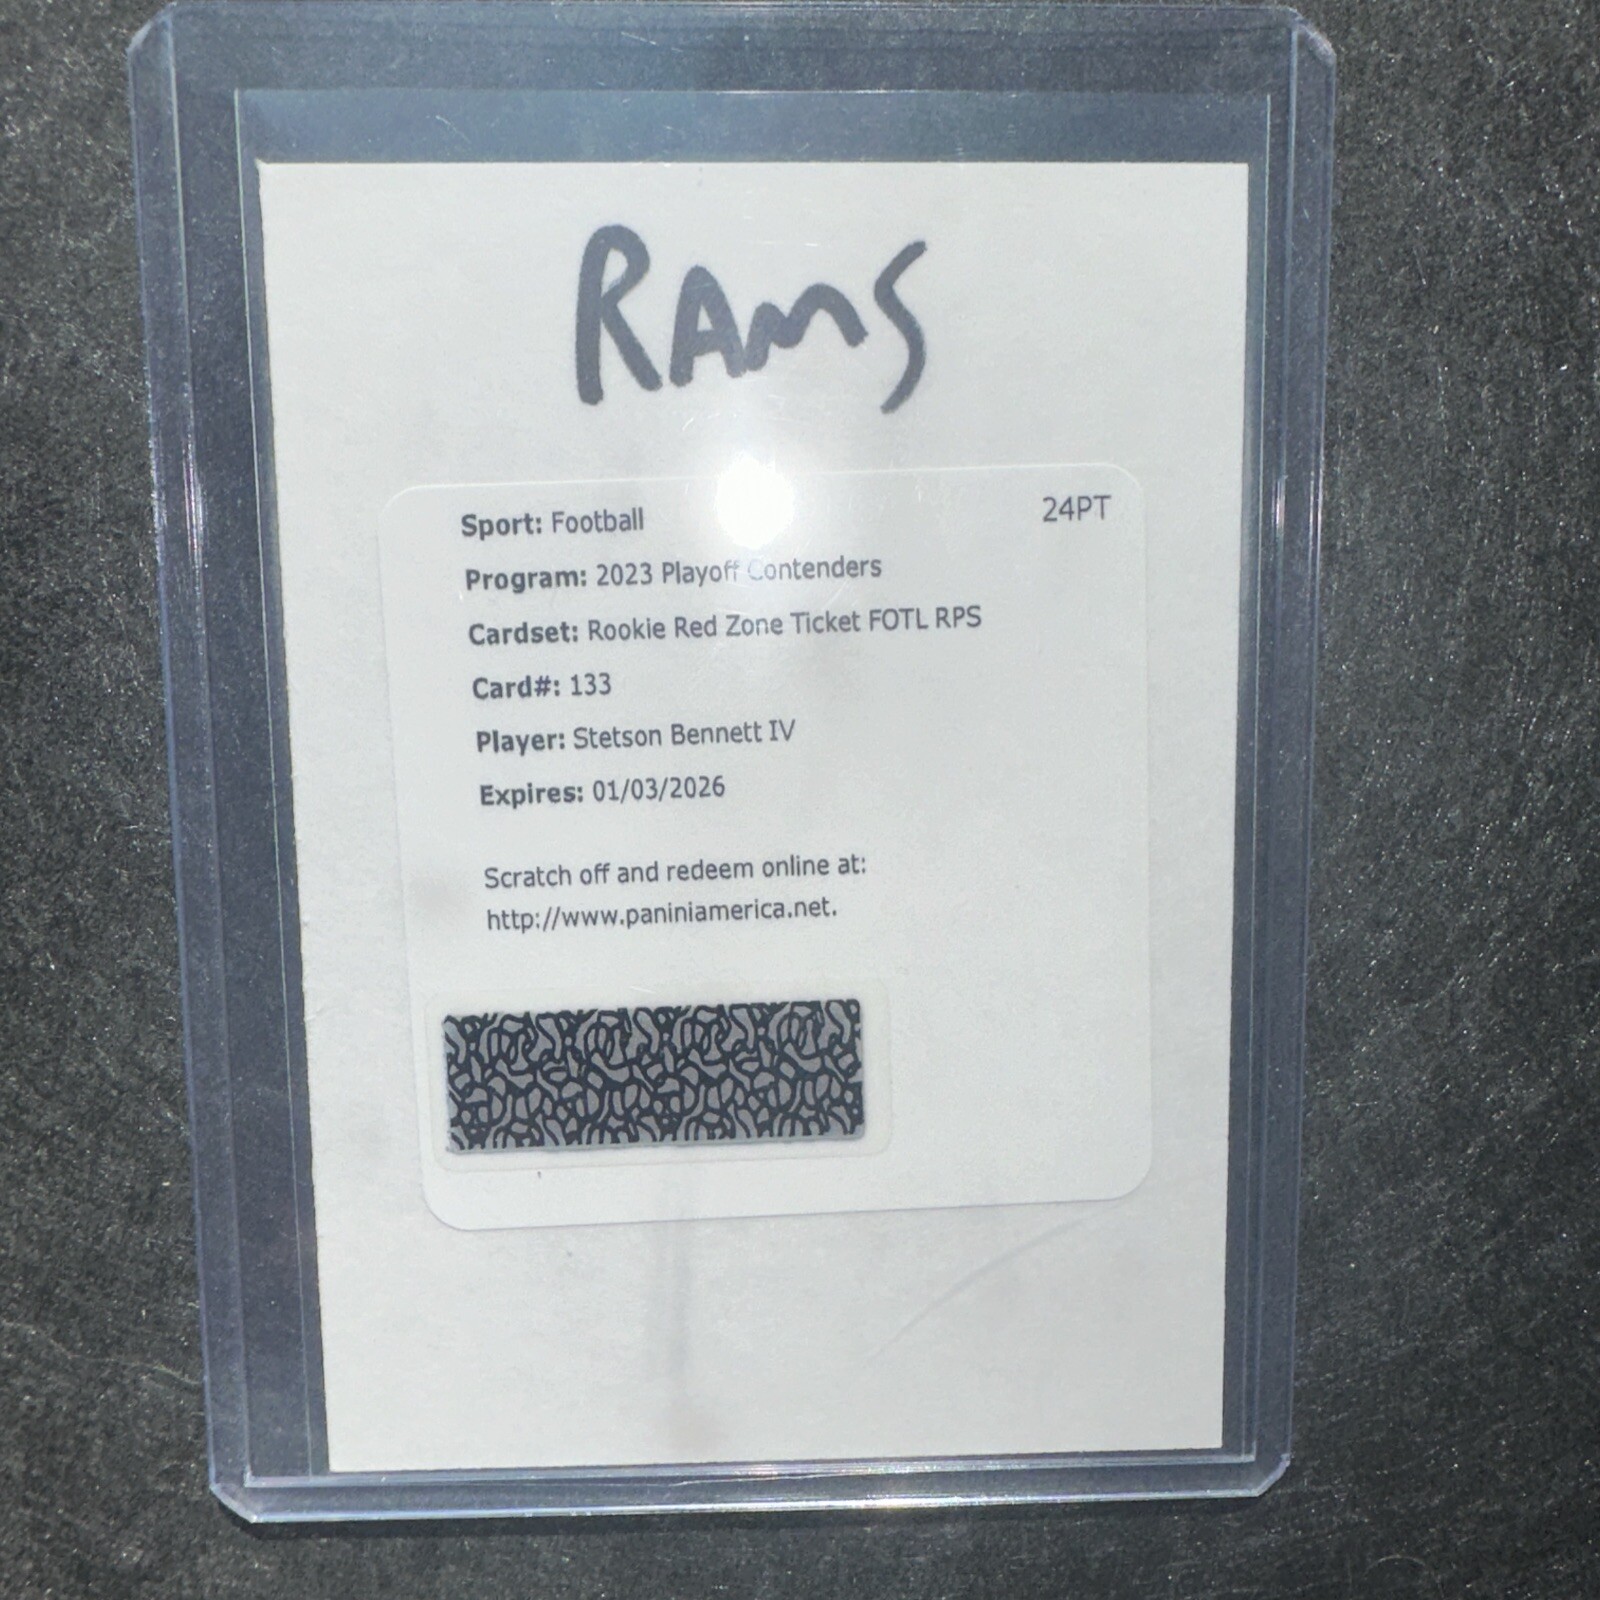 RAMS
Sport: Football
24PT
Program: 2023 Playoff Contenders
Cardset: Rookie Red Zone Ticket FOTL RPS
Card#: 133
Player: Stetson Bennett IV
Expires: 01/03/2026
Scratch off and redeem online at:
http://www.paniniamerica.net.